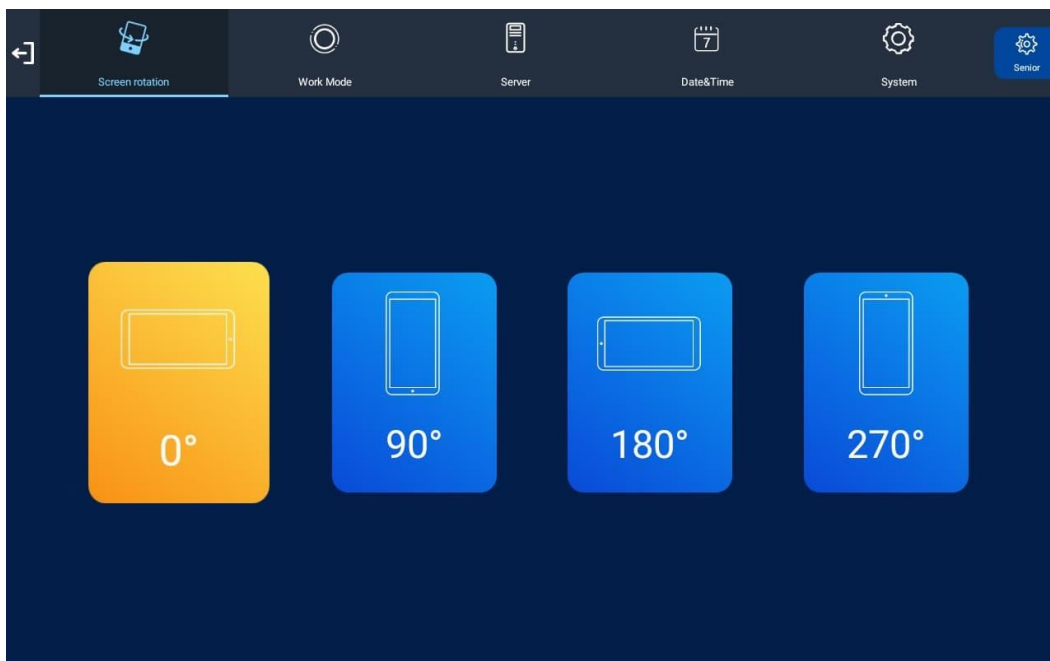 Screen rotation
Work Mode
Server
7
Date&Time
System
Senior
0°
90°
180°
270°